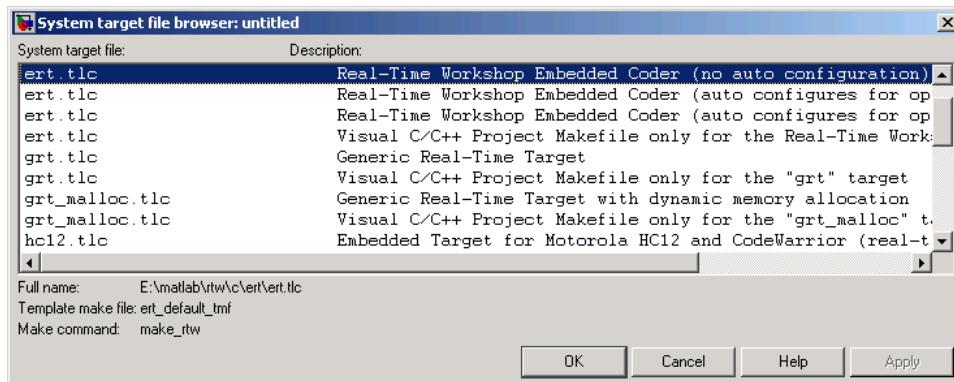 System target file browser: untitled
System target file: Description:
ert.tlc Real-Time Workshop Embedded Coder (no auto configuration)
ert.tlc Real-Time Workshop Embedded Coder (auto configures for op
ert.tlc Real-Time Workshop Embedded Coder (auto configures for op
ert.tlc Visual C/C++ Project Makefile only for the Real-Time Work
grt.tlc Generic Real-Time Target
grt.tlc Visual C/C++ Project Makefile only for the "grt" target
grt_malloc.tlc Generic Real-Time Target with dynamic memory allocation
grt_malloc.tlc Visual C/C++ Project Makefile only for the "grt_malloc" t
hc12.tlc Embedded Target for Motorola HC12 and CodeWarrior (real-t
Full name: E:\matlab\rtw\c\ert\ert.tlc
Template make file: ert_default_tmf
Make command: make_rtw
OK Cancel Help Apply